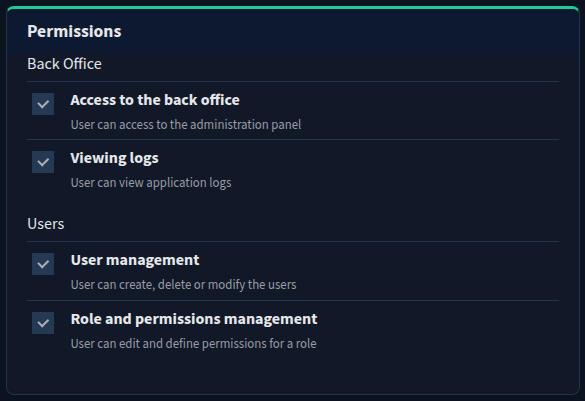 Permissions
Back Office
Access to the back office
User can access to the administration panel
Viewing logs
User can view application logs
Users
User management
User can create, delete or modify the users
Role and permissions management
User can edit and define permissions for a role